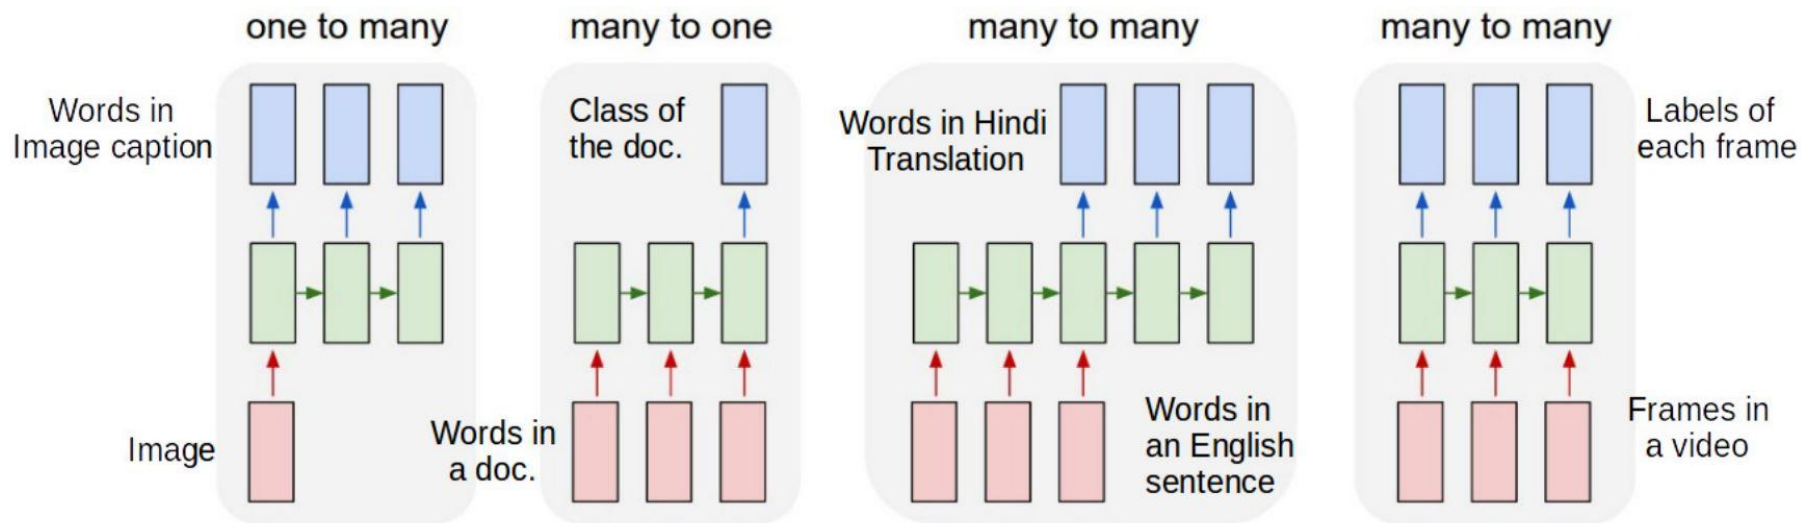 one to many
many to one
many to many
many to many
Words in
Image caption
Class of
the doc.
Words in Hindi
Translation
Labels of
each frame
Image
Words in
a doc.
Words in
an English
sentence
Frames in
a video